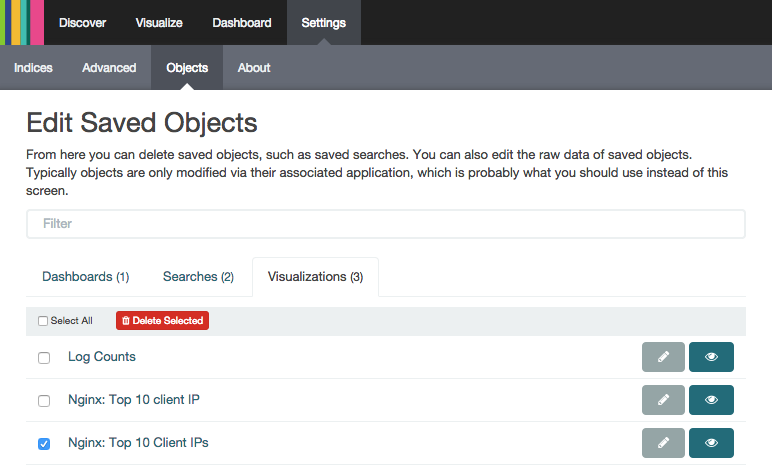 Discover Visualize Dashboard Settings
Indices Advanced Objects About
Edit Saved Objects
From here you can delete saved objects, such as saved searches. You can also edit the raw data of saved objects.
Typically objects are only modified via their associated application, which is probably what you should use instead of this
screen.
Filter
Dashboards (1) Searches (2) Visualizations (3)
Select All Delete Selected
Log Counts
Nginx: Top 10 client IP
Nginx: Top 10 Client IPs